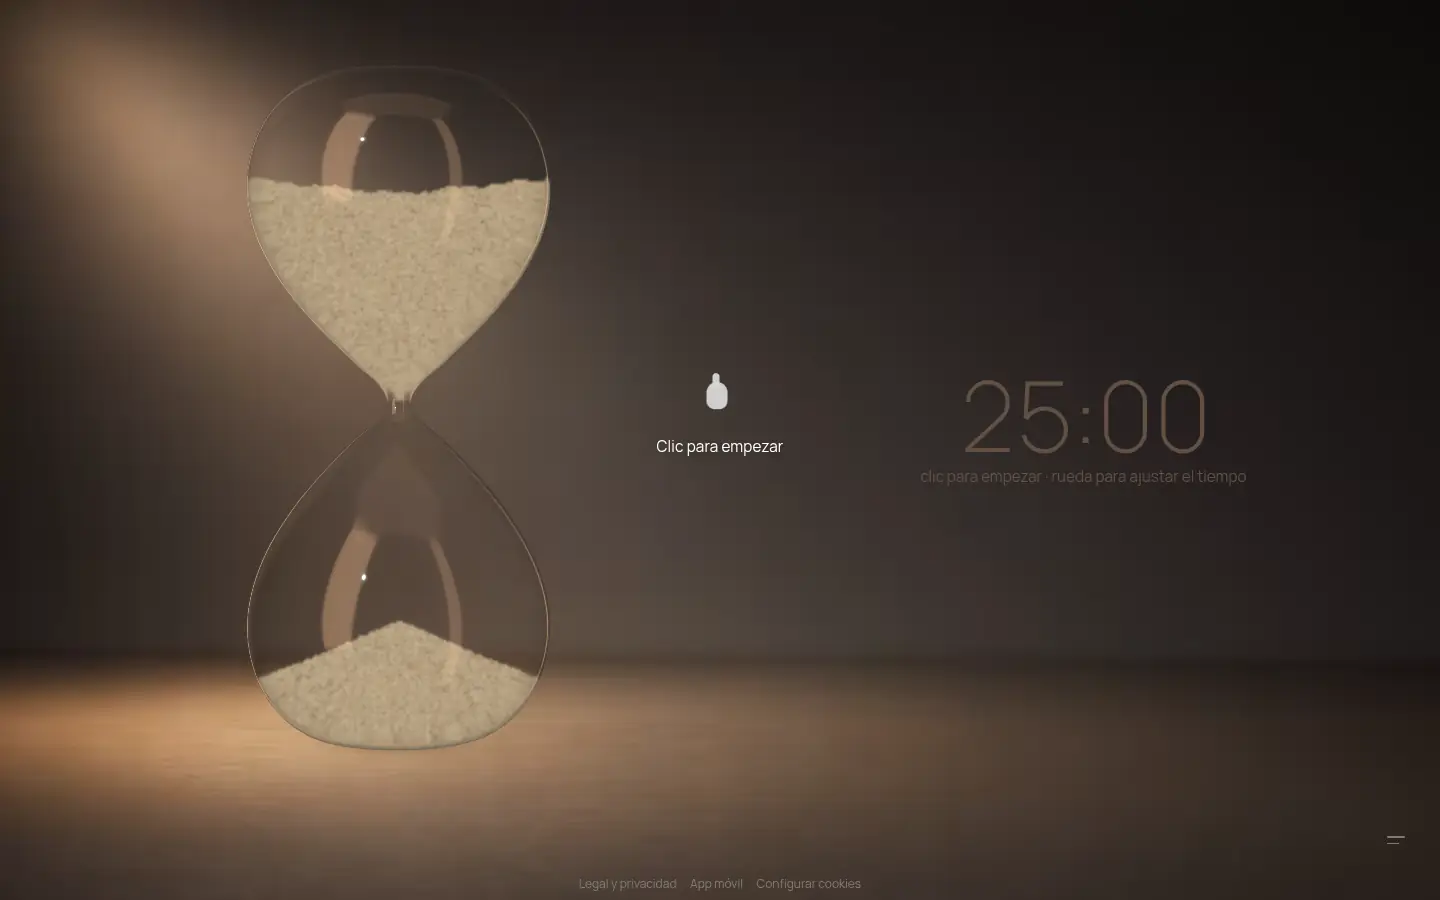 Clic para empezar
25:00
clic para empezar · rueda para ajustar el tiempo
Legal y privacidad App móvil Configurar cookies